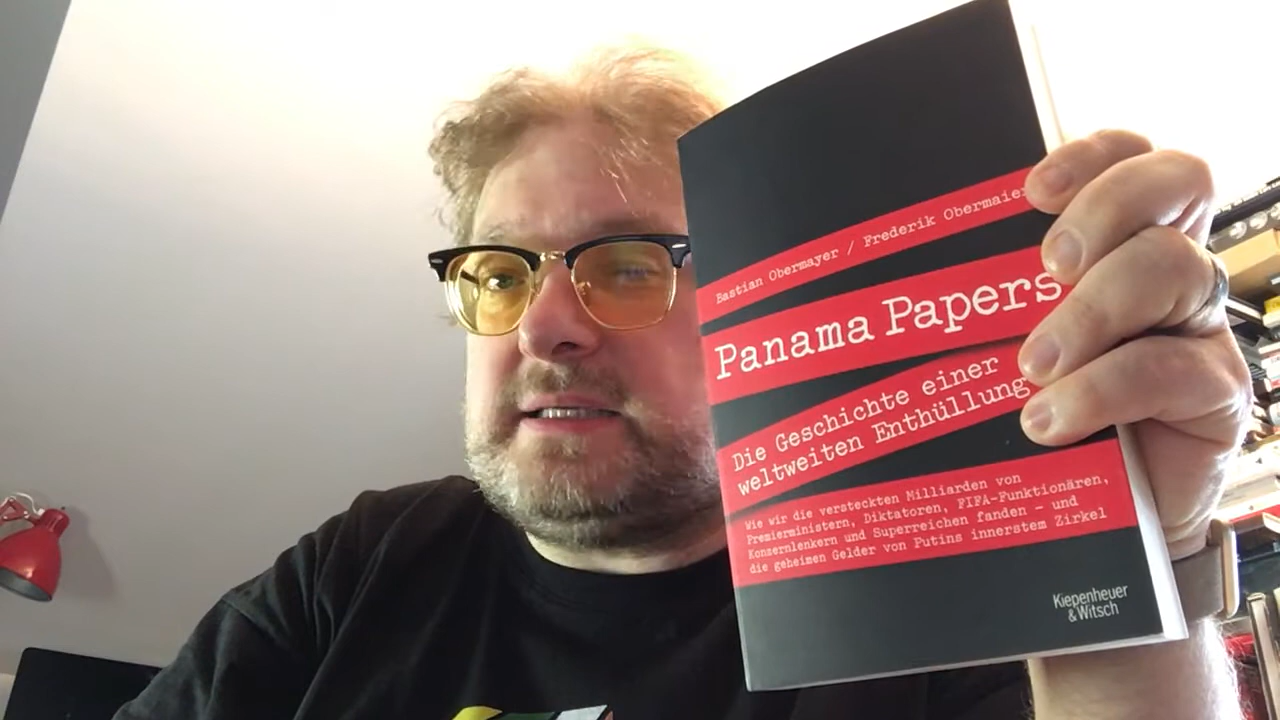 Bastian Obermayer / Frederik Obermaier
Panama Papers
Die Geschichte einer
weltweiten Enthüllung
Wie wir die versteckten Milliarden von
Premierministern, Diktatoren, FIFA-Funktionären,
Konzernlenkern und Superreichen fanden – und
die geheimen Gelder von Putins innerstem Zirkel
Kiepenheuer
&Witsch